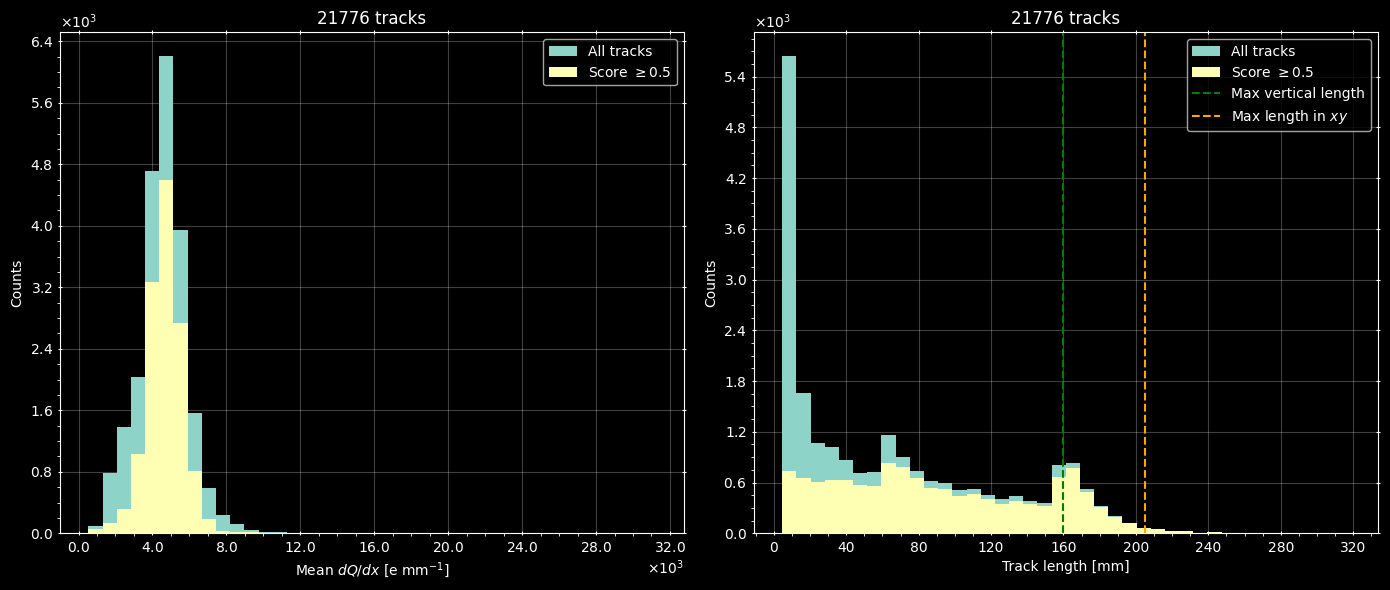 ×10³
21776 tracks
6.4
5.6
4.8
4.0
3.2
2.4
1.6
0.8
0.0
Counts
All tracks
Score ≥0.5
0.0 4.0 8.0 12.0 16.0 20.0 24.0 28.0 32.0
Mean dQ/dx [e mm⁻¹]
×10³
×10³
21776 tracks
5.4
4.8
4.2
3.6
3.0
2.4
1.8
1.2
0.6
0.0
Counts
All tracks
Score ≥0.5
Max vertical length
Max length in xy
0 40 80 120 160 200 240 280 320
Track length [mm]